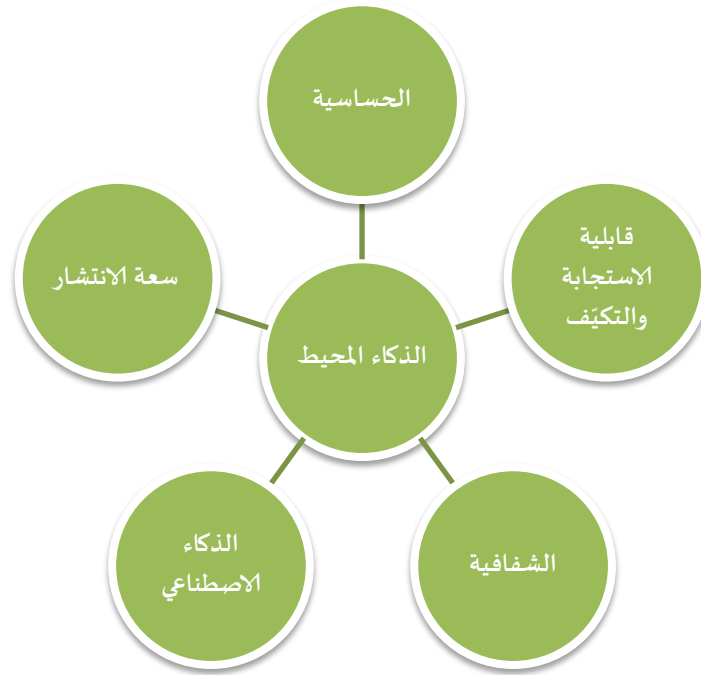 الحساسية
قابلية
الاستجابة
والتكيّف
سعة الانتشار
الذكاء المحيط
الشفافية
الذكاء
الاصطناعي